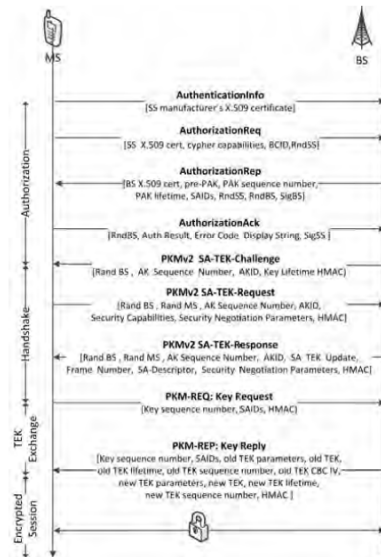 MS
BS
AuthenticationInfo
[SS manufacturer's X.509 certificate]
AuthorizationReq
[SS X.509 cert, cypher capabilities, BCID,RndSS]
AuthorizationRep
[BS X.509 cert, pre-PAK, PAK sequence number,
PAK lifetime, SAIDs, RndSS, RndBS, SigBS]
AuthorizationAck
[RndBS, Auth Result, Error Code Display String, SigSS ]
Authorization
PKMv2 SA-TEK-Challenge
[Rand BS , AK Sequence Number, AKID, Key Lifetime HMAC]
PKMv2 SA-TEK-Request
[Rand BS , Rand MS , AK Sequence Number, AKID,
Security Capabilities, Security Negotiation Parameters, HMAC]
PKMv2 SA-TEK-Response
[Rand BS , Rand MS , AK Sequence Number, AKID, SA TEK Update,
Frame Number, SA-Descriptor, Security Negotiation Parameters, HMAC]
Handshake
PKM-REQ: Key Request
[Key sequence number, SAIDs, HMAC)
PKM-REP: Key Reply
[Key sequence number, SAIDs, old TEK parameters, old TEK,
old TEK lifetime, old TEK sequence number, old TEK CBC IV,
new TEK parameters, new TEK, new TEK lifetime,
new TEK sequence number, HMAC ]
TEK
Exchange
Encrypted
Session